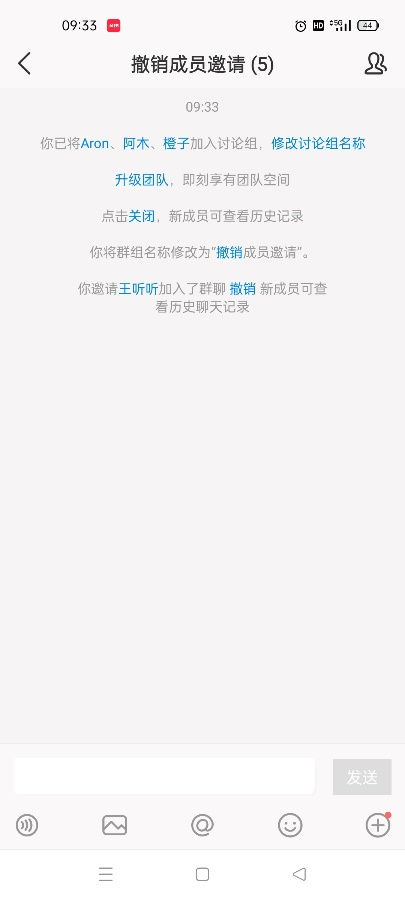 09:33
HD
5G
44
撤销成员邀请 (5)
09:33
你已将Aron、阿木、橙子加入讨论组，修改讨论组名称
升级团队，即刻享有团队空间
点击关闭，新成员可查看历史记录
你将群组名称修改为“撤销成员邀请”。
你邀请王听听加入了群聊 撤销 新成员可查
看历史聊天记录
发送